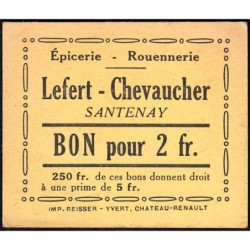 Épicerie - Rouennerie
Lefert - Chevaucher
SANTENAY
BON pour 2 fr.
250 fr. de ces bons donnent droit
à une prime de 5 fr.
IMP. REISSER - YVERT, CHATEAU-RENAULT